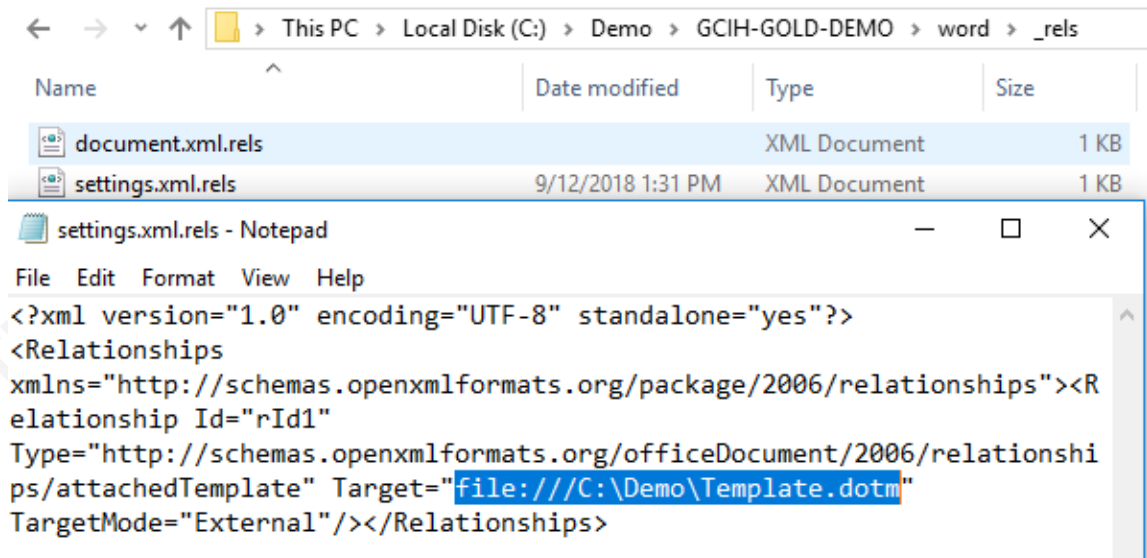 This PC > Local Disk (C:) > Demo > GCIH-GOLD-DEMO > word > _rels
Name Date modified Type Size
document.xml.rels XML Document 1 KB
settings.xml.rels 9/12/2018 1:31 PM XML Document 1 KB
settings.xml.rels - Notepad
File Edit Format View Help
<?xml version="1.0" encoding="UTF-8" standalone="yes"?>
<Relationships
xmlns="http://schemas.openxmlformats.org/package/2006/relationships"><R
elationship Id="rId1"
Type="http://schemas.openxmlformats.org/officeDocument/2006/relationshi
ps/attachedTemplate" Target="file:///C:\Demo\Template.dotm"
TargetMode="External"/></Relationships>